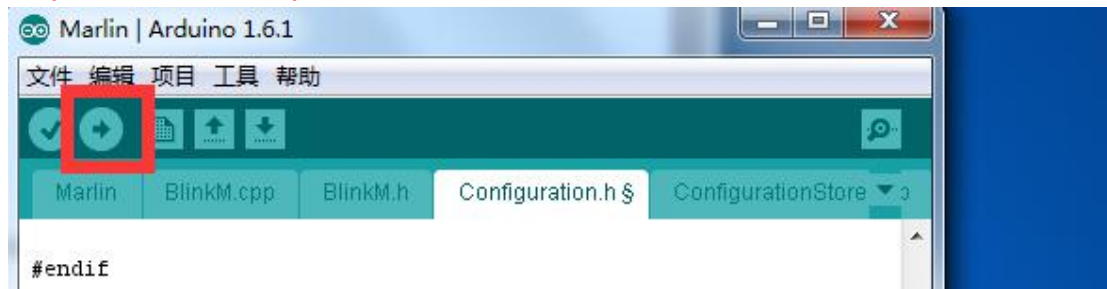 Marlin | Arduino 1.6.1
文件 编辑 项目 工具 帮助
Marlin BlinkM.cpp BlinkM.h Configuration.h § ConfigurationStore
#endif